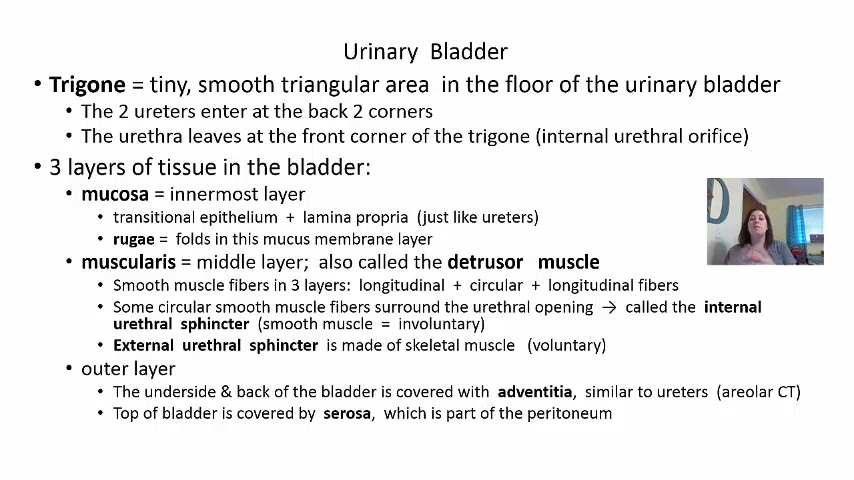 Urinary Bladder
• Trigone = tiny, smooth triangular area in the floor of the urinary bladder
• The 2 ureters enter at the back 2 corners
• The urethra leaves at the front corner of the trigone (internal urethral orifice)
• 3 layers of tissue in the bladder:
• mucosa = innermost layer
• transitional epithelium + lamina propria (just like ureters)
• rugae = folds in this mucus membrane layer
• muscularis = middle layer; also called the detrusor muscle
• Smooth muscle fibers in 3 layers: longitudinal + circular + longitudinal fibers
• Some circular smooth muscle fibers surround the urethral opening → called the internal
urethral sphincter (smooth muscle = involuntary)
• External urethral sphincter is made of skeletal muscle (voluntary)
• outer layer
• The underside & back of the bladder is covered with adventitia, similar to ureters (areolar CT)
• Top of bladder is covered by serosa, which is part of the peritoneum